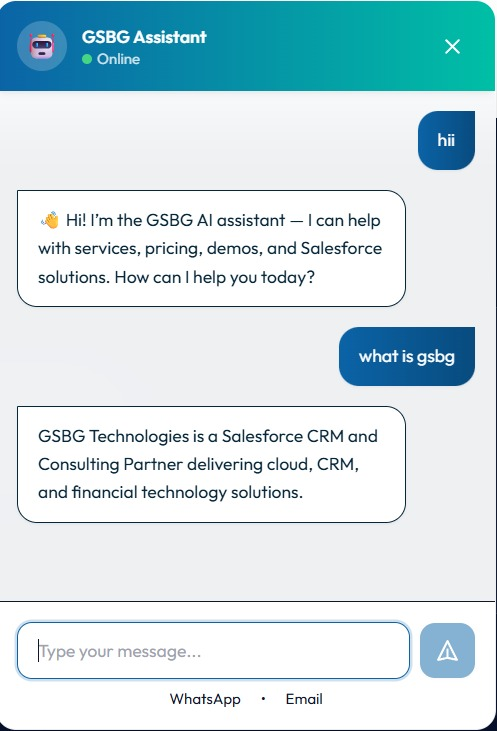 GSBG Assistant
Online
hii
👋 Hi! I'm the GSBG AI assistant — I can help
with services, pricing, demos, and Salesforce
solutions. How can I help you today?
what is gsbg
GSBG Technologies is a Salesforce CRM and
Consulting Partner delivering cloud, CRM,
and financial technology solutions.
Type your message...
WhatsApp • Email